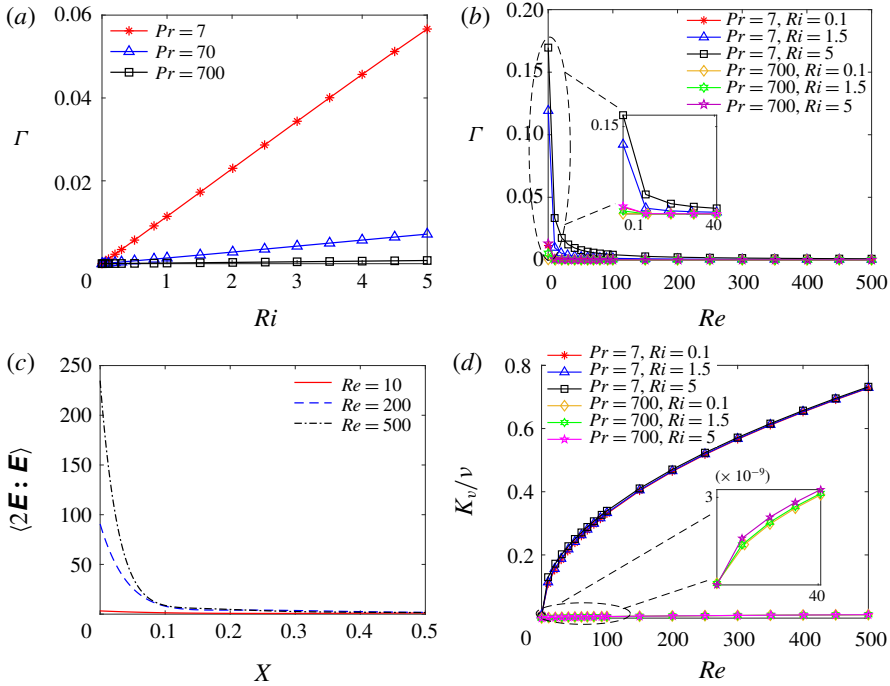 (a)
0.06
Pr = 7
Pr = 70
Pr = 700
0.04
Γ
0.02
0
0 1 2 3 4 5
Ri
(b)
0.20
Pr = 7, Ri = 0.1
Pr = 7, Ri = 1.5
Pr = 7, Ri = 5
Pr = 700, Ri = 0.1
Pr = 700, Ri = 1.5
Pr = 700, Ri = 5
0.15
0.15
Γ
0.10
0.05
0.1 40
0
0 100 200 300 400 500
Re
(c)
250
Re = 10
Re = 200
Re = 500
200
150
⟨2E : E⟩
100
50
0 0.1 0.2 0.3 0.4 0.5
X
(d)
0.8
Pr = 7, Ri = 0.1
Pr = 7, Ri = 1.5
Pr = 7, Ri = 5
Pr = 700, Ri = 0.1
Pr = 700, Ri = 1.5
Pr = 700, Ri = 5
0.6
(× 10⁻⁹)
3
Kv/ν
0.4
0.2
40
0 100 200 300 400 500
Re